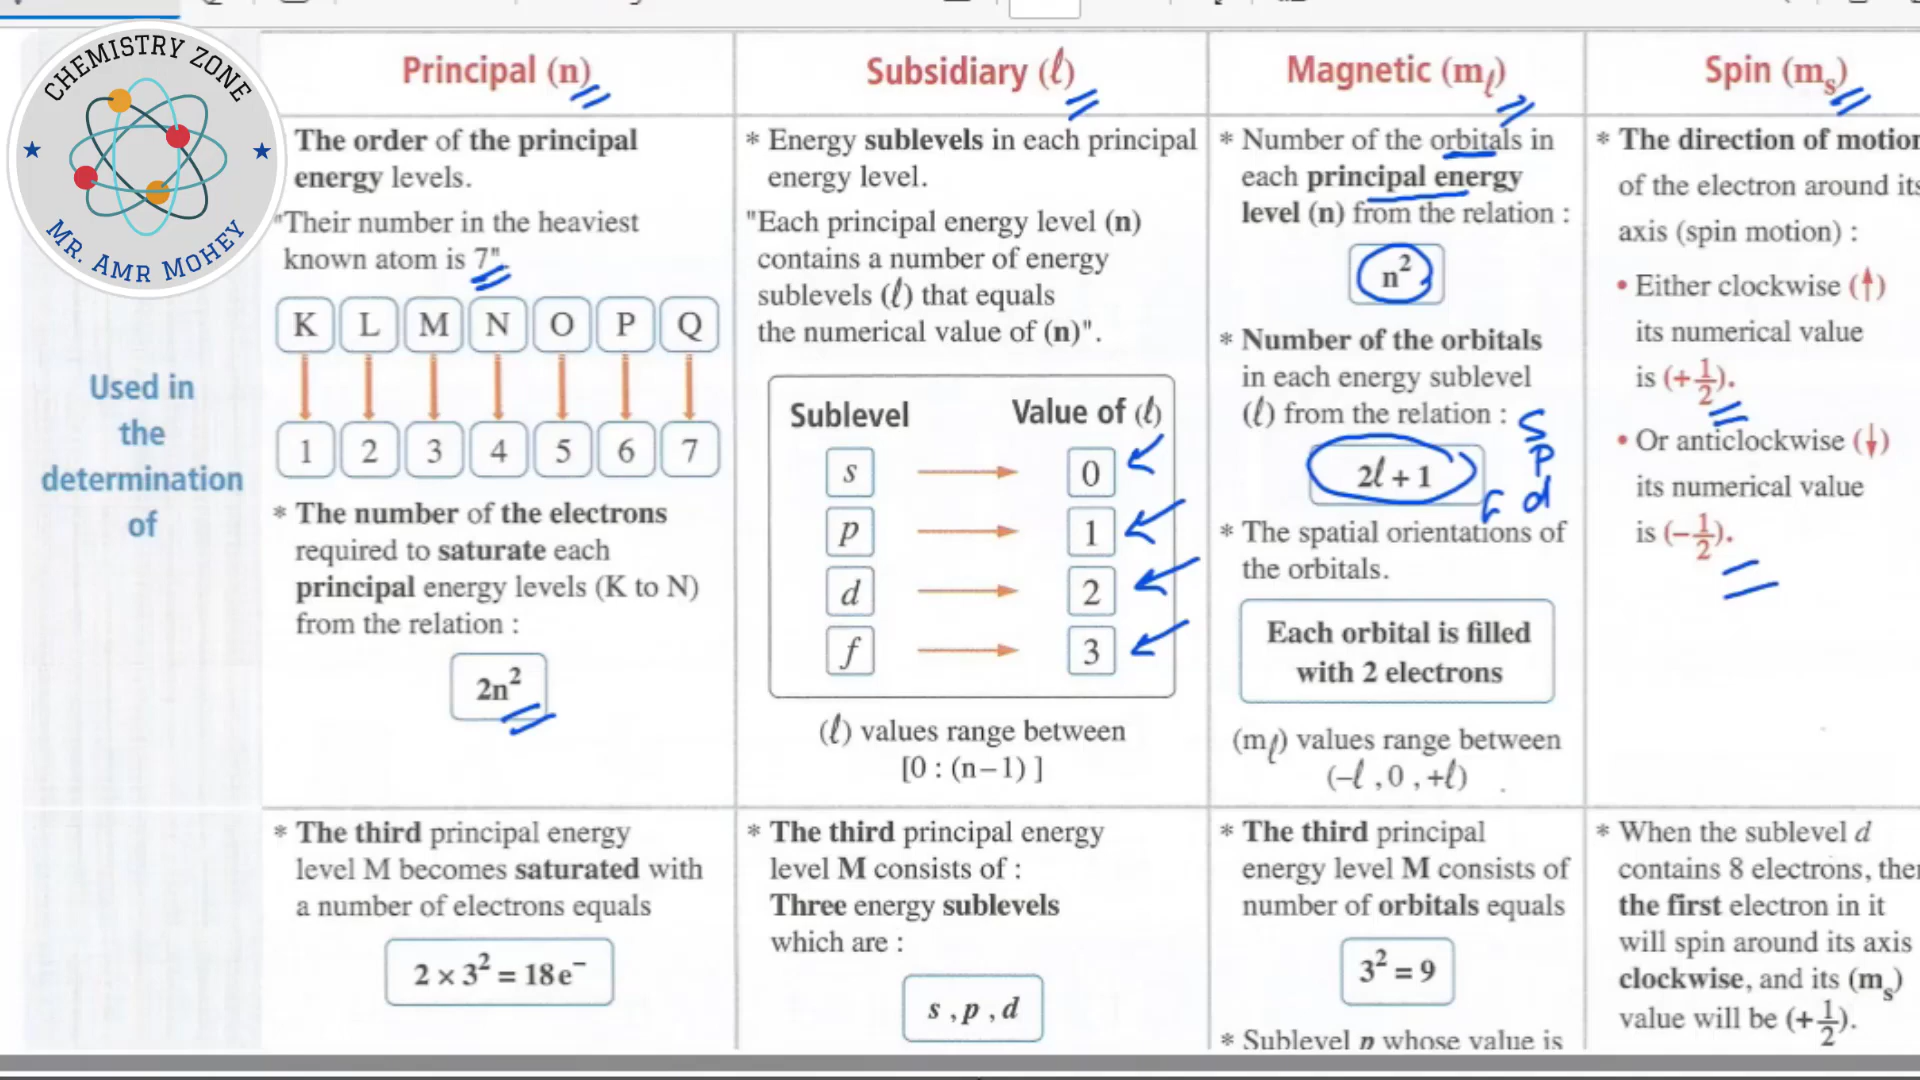 CHEMISTRY ZONE
MR. AMR MOHEY
Used in
the
determination
of
Principal (n)
The order of the principal
energy levels.
"Their number in the heaviest
known atom is 7"
K L M N O P Q
1 2 3 4 5 6 7
* The number of the electrons
required to saturate each
principal energy levels (K to N)
from the relation :
2n²
* The third principal energy
level M becomes saturated with
a number of electrons equals
2 × 3² = 18 e⁻
Subsidiary (ℓ)
* Energy sublevels in each principal
energy level.
"Each principal energy level (n)
contains a number of energy
sublevels (ℓ) that equals
the numerical value of (n)".
Sublevel Value of (ℓ)
s 0
p 1
d 2
f 3
(ℓ) values range between
[0 : (n−1) ]
* The third principal energy
level M consists of :
Three energy sublevels
which are :
s , p , d
Magnetic (mℓ)
* Number of the orbitals in
each principal energy
level (n) from the relation :
n²
* Number of the orbitals
in each energy sublevel
(ℓ) from the relation :
S
P
2ℓ + 1
F d
* The spatial orientations of
the orbitals.
Each orbital is filled
with 2 electrons
(mℓ) values range between
(−ℓ , 0 , +ℓ)
* The third principal
energy level M consists of
number of orbitals equals
3² = 9
* Sublevel p whose value is
Spin (mₛ)
* The direction of motion
of the electron around its
axis (spin motion) :
• Either clockwise (↑)
its numerical value
is (+½).
• Or anticlockwise (↓)
its numerical value
is (−½).
* When the sublevel d
contains 8 electrons, then
the first electron in it
will spin around its axis
clockwise, and its (mₛ)
value will be (+½).